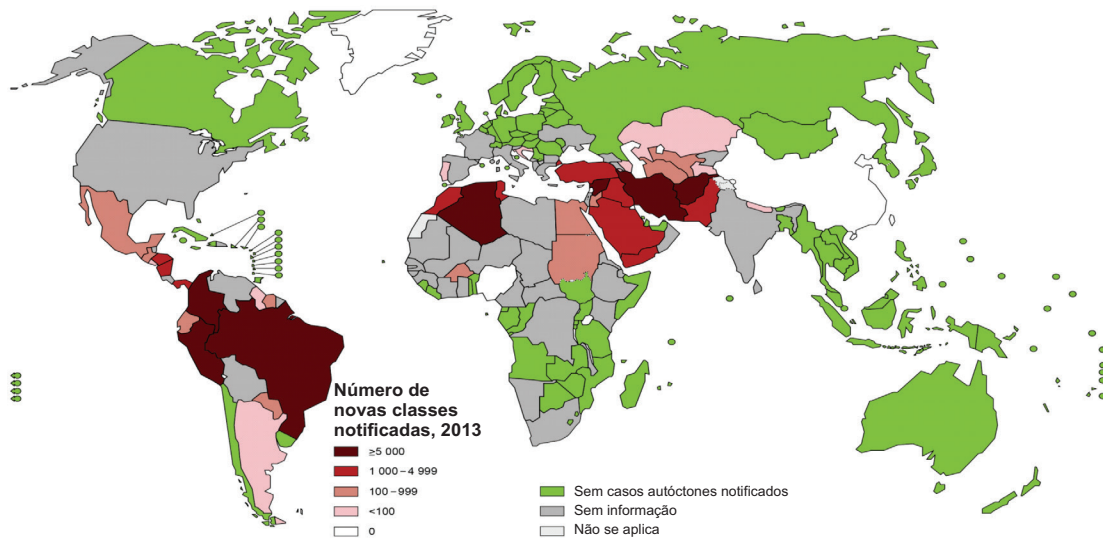 Número de
novas classes
notificadas, 2013
≥5 000
1 000–4 999
100–999
<100
0
Sem casos autóctones notificados
Sem informação
Não se aplica